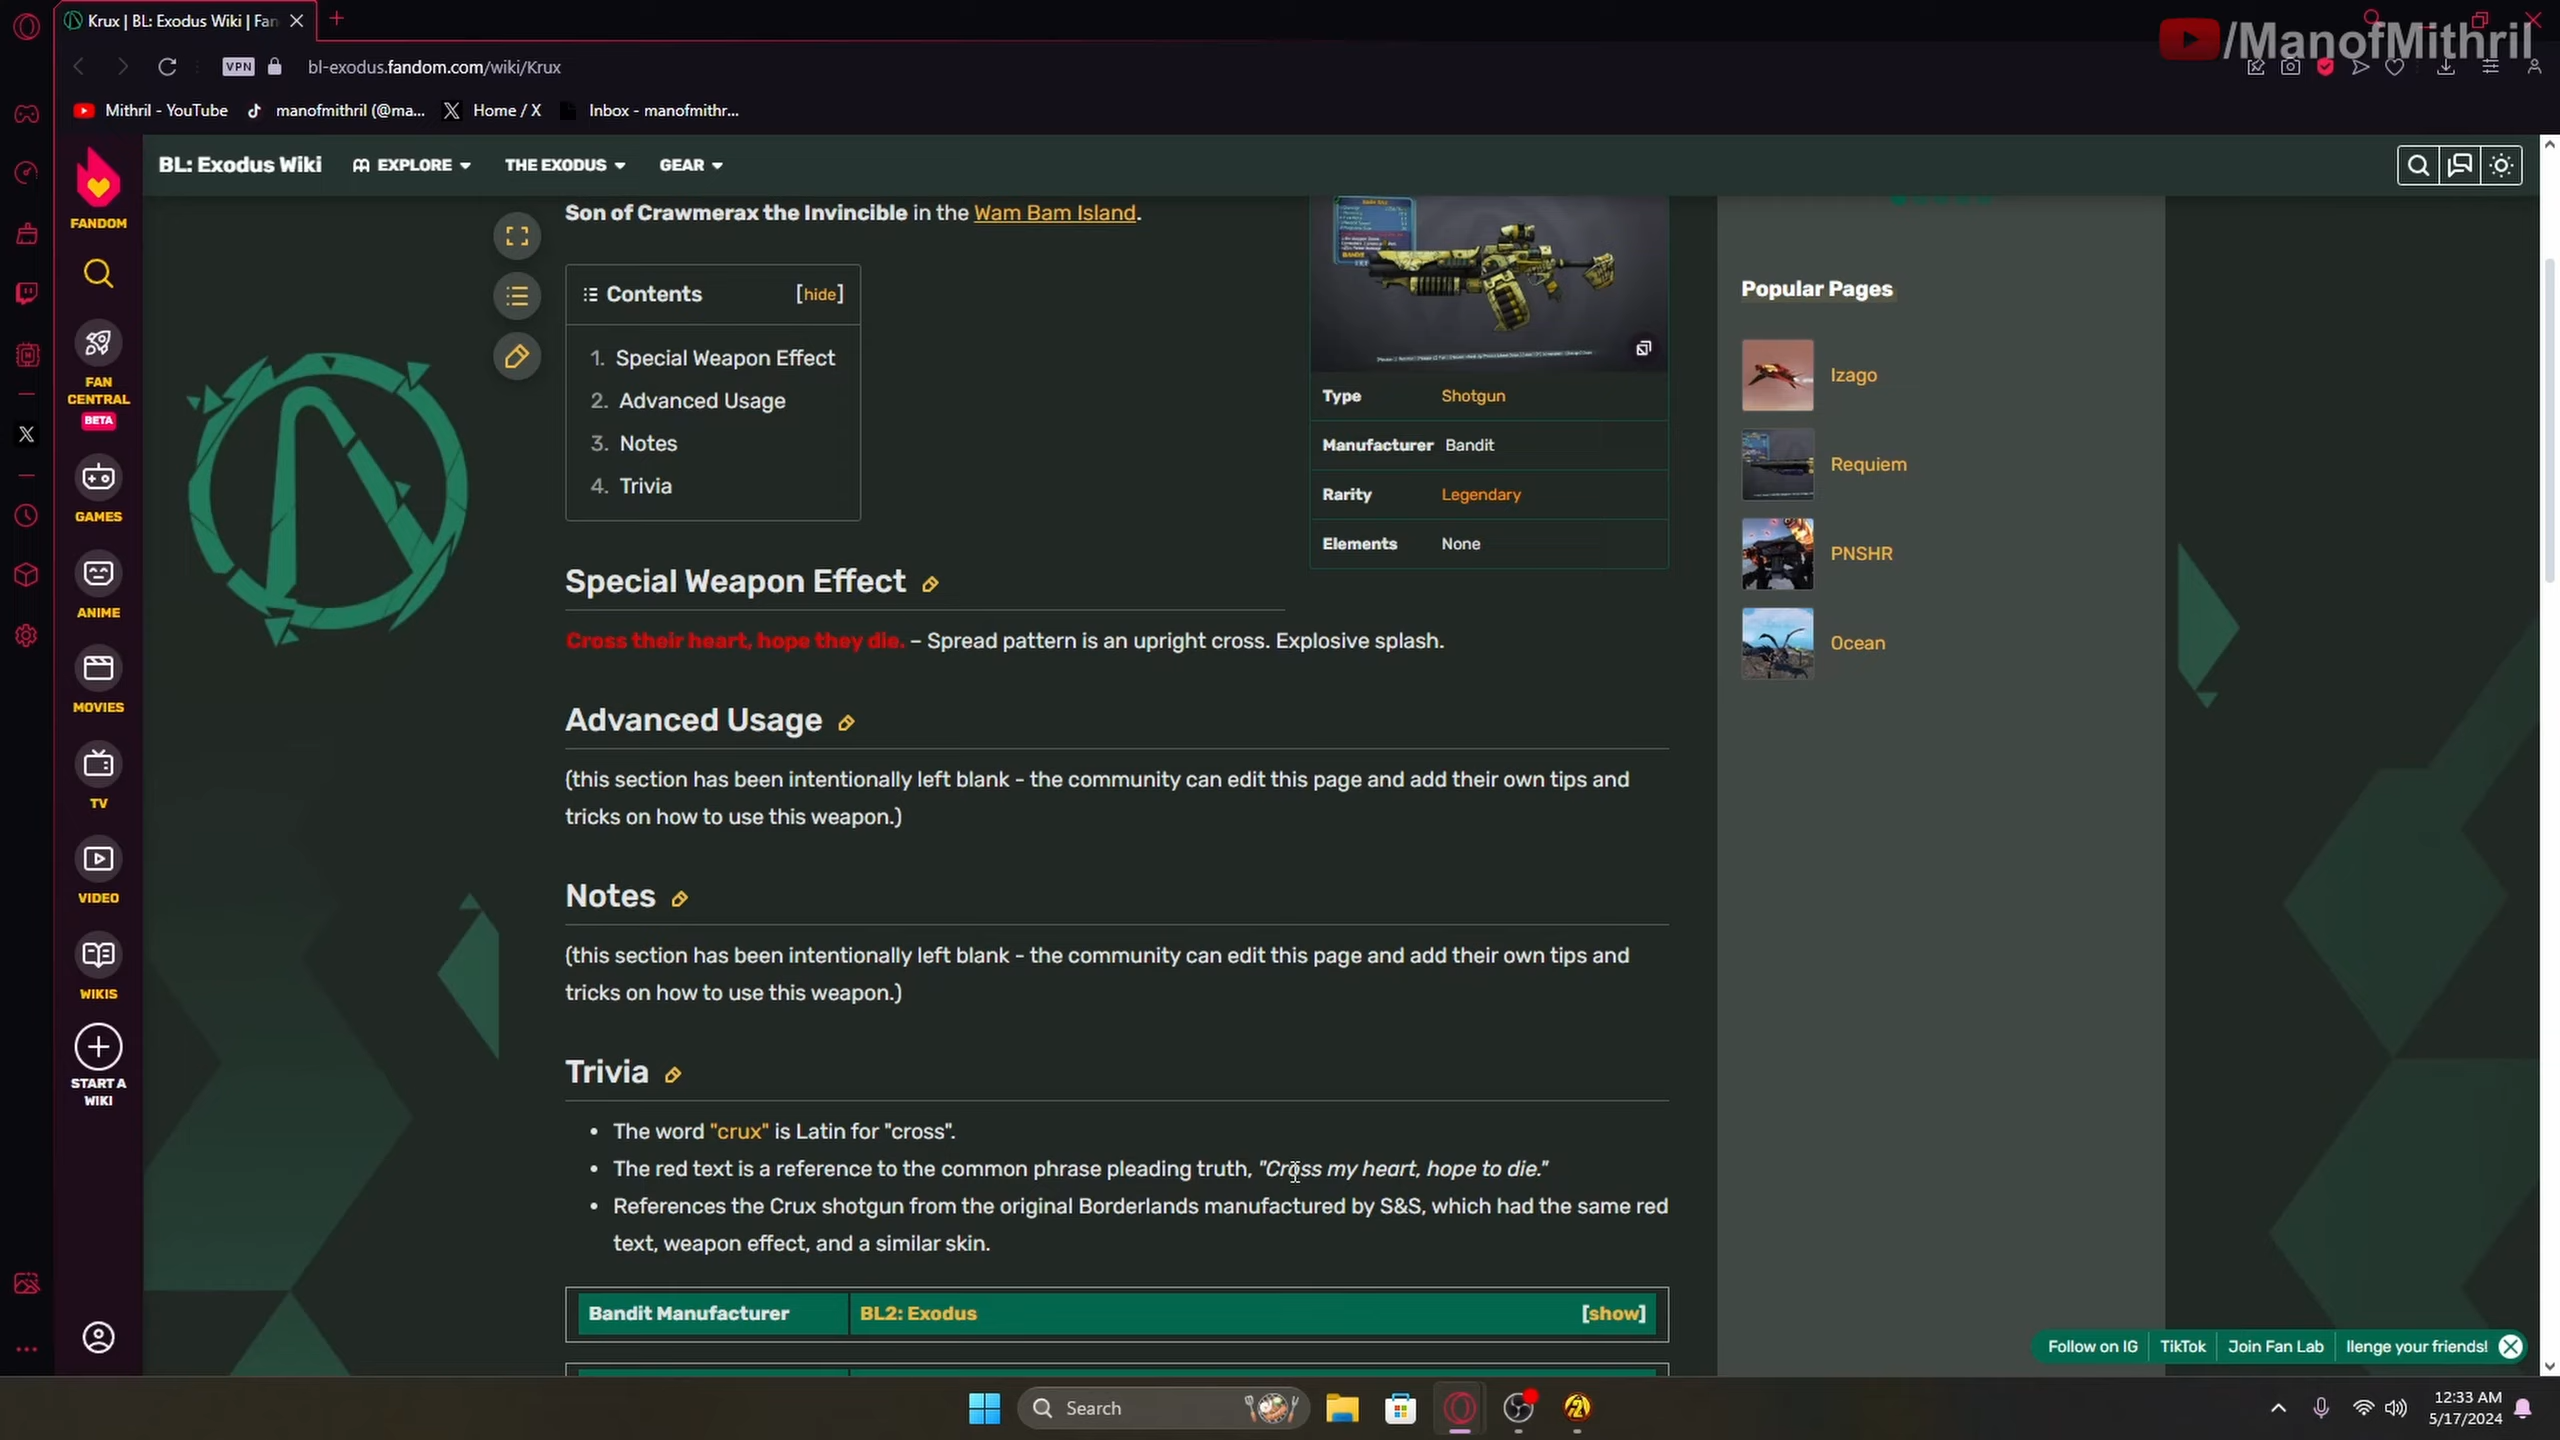 Krux | BL: Exodus Wiki | Fan
/ManofMithril
VPN
bl-exodus.fandom.com/wiki/Krux
Mithril - YouTube
manofmithril (@ma...
Home / X
Inbox - manofmithr...
BL: Exodus Wiki
EXPLORE
THE EXODUS
GEAR
FANDOM
FAN
CENTRAL
BETA
GAMES
ANIME
MOVIES
TV
VIDEO
WIKIS
START A
WIKI
Son of Crawmerax the Invincible in the Wam Bam Island.
Contents [hide]
1. Special Weapon Effect
2. Advanced Usage
3. Notes
4. Trivia
Type Shotgun
Manufacturer Bandit
Rarity Legendary
Elements None
Popular Pages
Izago
Requiem
PNSHR
Ocean
Special Weapon Effect
Cross their heart, hope they die. – Spread pattern is an upright cross. Explosive splash.
Advanced Usage
(this section has been intentionally left blank - the community can edit this page and add their own tips and
tricks on how to use this weapon.)
Notes
(this section has been intentionally left blank - the community can edit this page and add their own tips and
tricks on how to use this weapon.)
Trivia
• The word "crux" is Latin for "cross".
• The red text is a reference to the common phrase pleading truth, "Cross my heart, hope to die."
• References the Crux shotgun from the original Borderlands manufactured by S&S, which had the same red
text, weapon effect, and a similar skin.
Bandit Manufacturer BL2: Exodus [show]
Follow on IG
TikTok
Join Fan Lab
llenge your friends!
Search
12:33 AM
5/17/2024